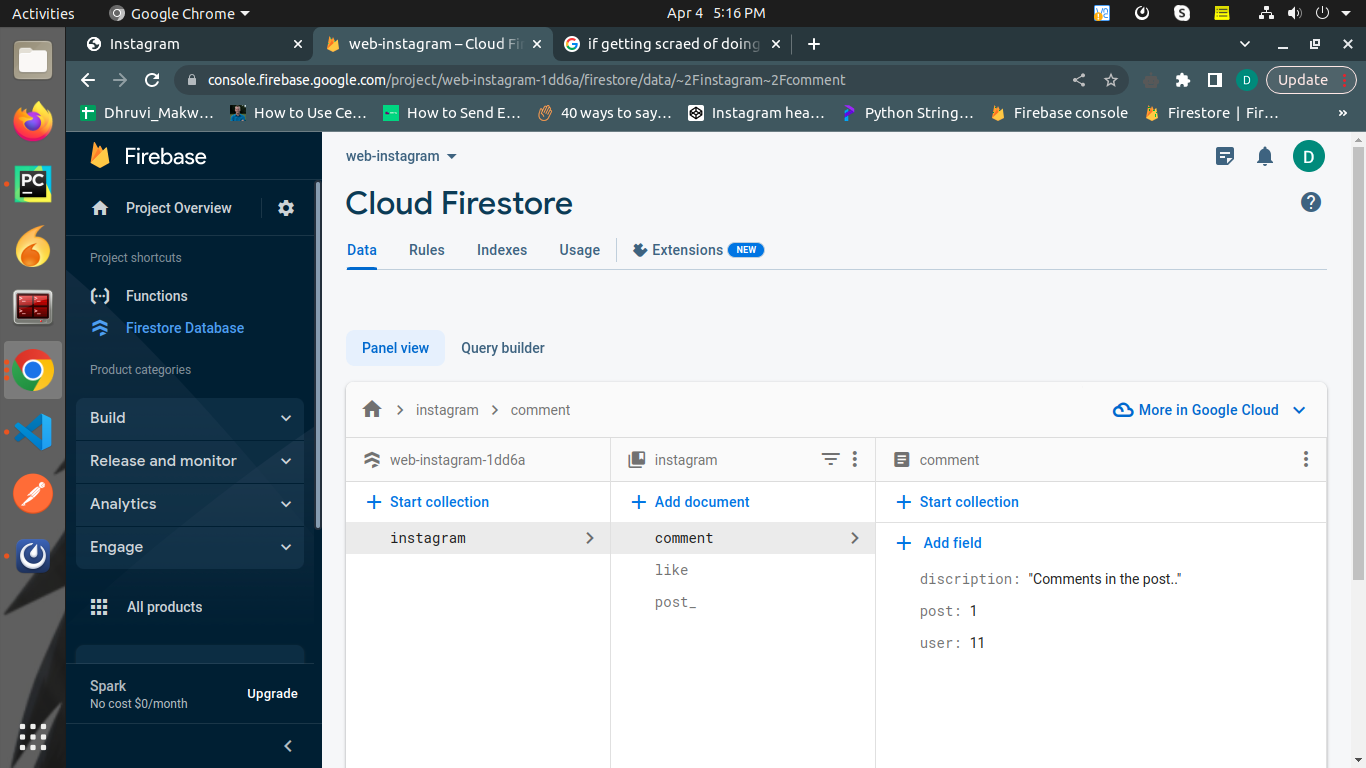 Activities
Google Chrome
Apr 4 5:16 PM
Instagram
web-instagram – Cloud Fi
if getting scraed of doing
console.firebase.google.com/project/web-instagram-1dd6a/firestore/data/~2Finstagram~2Fcomment
D
Update
Dhruvi_Makw...
How to Use Ce...
How to Send E...
40 ways to say...
Instagram hea...
Python String...
Firebase console
Firestore | Fir...
»
Firebase
web-instagram
D
Cloud Firestore
Project Overview
Data
Rules
Indexes
Usage
Extensions
NEW
Project shortcuts
Functions
Firestore Database
Panel view
Query builder
Product categories
Build
instagram
comment
More in Google Cloud
Release and monitor
web-instagram-1dd6a
instagram
comment
Analytics
Start collection
Add document
Start collection
Engage
instagram
comment
Add field
like
discription: "Comments in the post.."
All products
post_
post: 1
user: 11
Spark
No cost $0/month
Upgrade
PC